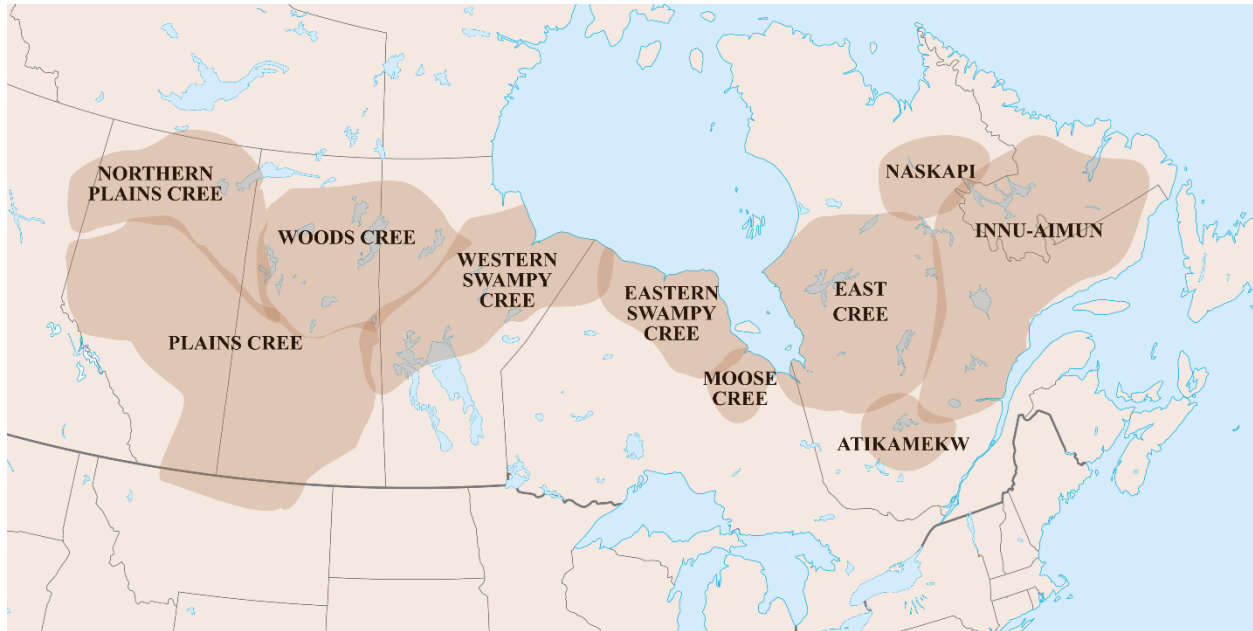 NORTHERN
PLAINS CREE
NASKAPI
WOODS CREE
INNU-AIMUN
WESTERN
SWAMPY
CREE
EASTERN
SWAMPY
CREE
EAST
CREE
PLAINS CREE
MOOSE
CREE
ATIKAMEKW